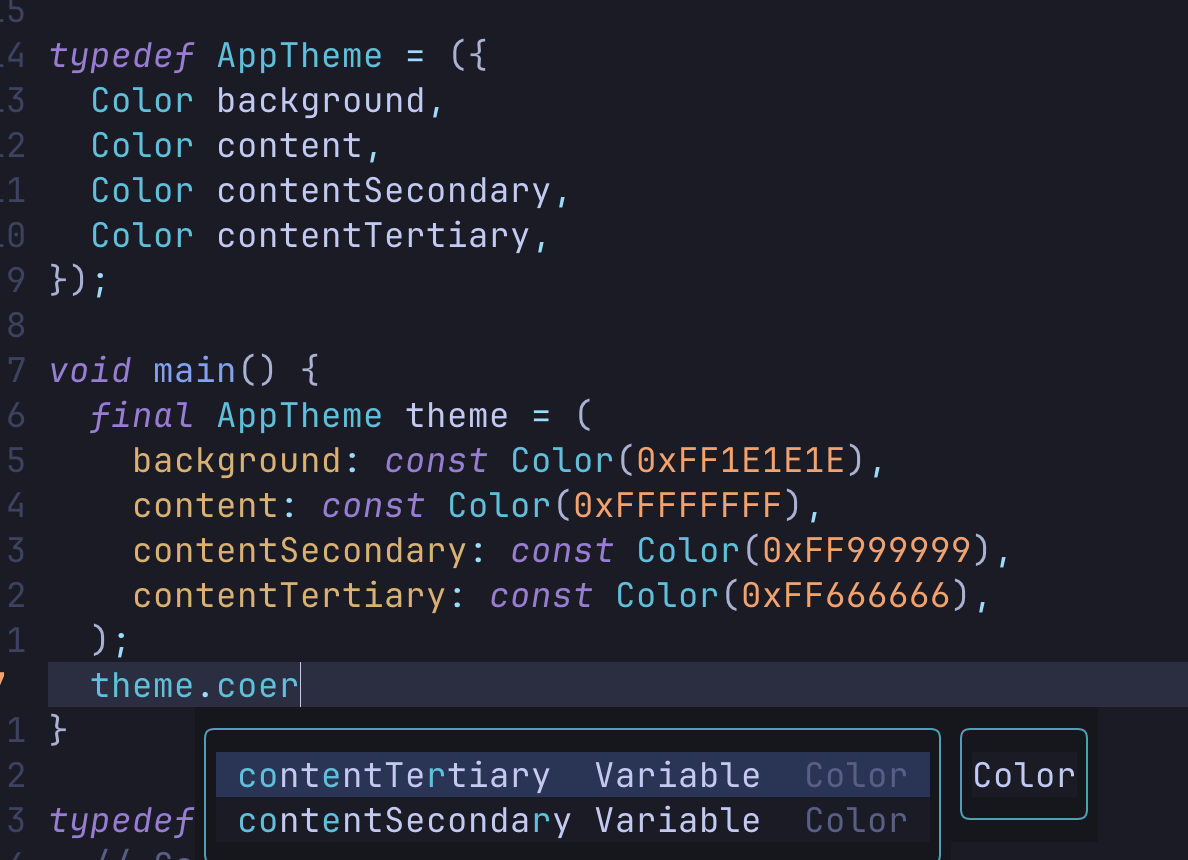 15
14 typedef AppTheme = ({
13   Color background,
12   Color content,
11   Color contentSecondary,
10   Color contentTertiary,
9 });
8
7 void main() {
6   final AppTheme theme = (
5     background: const Color(0xFF1E1E1E),
4     content: const Color(0xFFFFFFFF),
3     contentSecondary: const Color(0xFF999999),
2     contentTertiary: const Color(0xFF666666),
1   );
7   theme.coer
1 }
2 contentTertiary Variable Color Color
3 typedef contentSecondary Variable Color